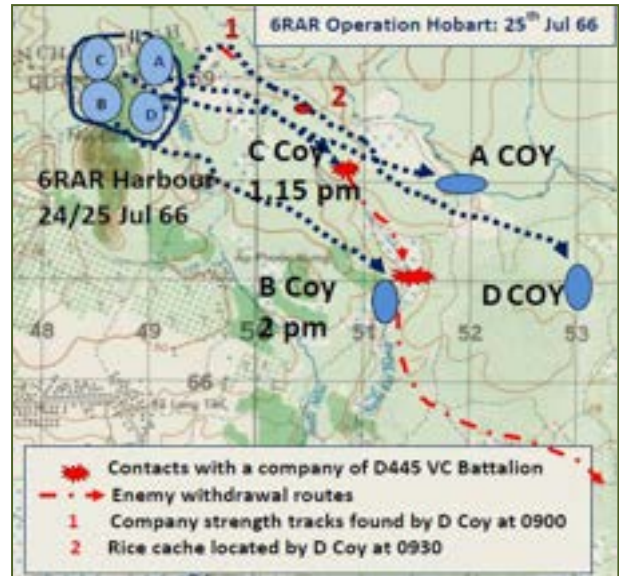 6RAR Operation Hobart: 25th Jul 66
1
C
A
69
B
D
2
C Coy
1.15 pm
A COY
6RAR Harbour
24/25 Jul 66
B Coy
2 pm
D COY
48
49
51
52
53
66
Contacts with a company of D445 VC Battalion
Enemy withdrawal routes
1 Company strength tracks found by D Coy at 0900
2 Rice cache located by D Coy at 0930